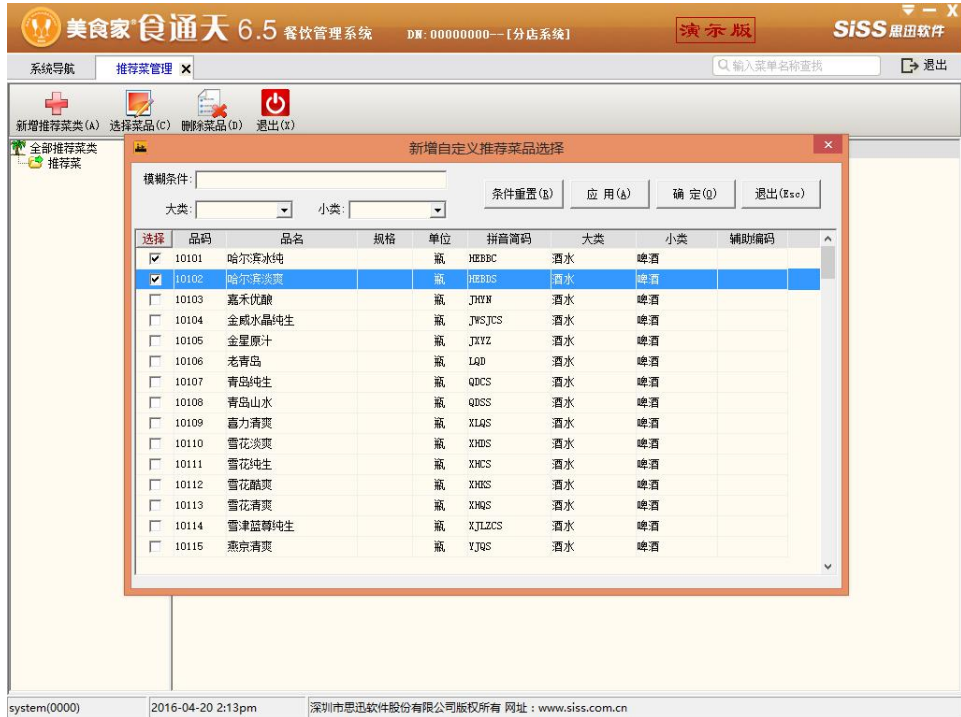 美食家®食通天 6.5 餐饮管理系统 DN:00000000--[分店系统] 演示版 SiSS 思迅软件
系统导航 推荐菜管理 X 输入菜单名称查找 退出
新增推荐菜类(A) 选择菜品(C) 删除菜品(D) 退出(X)
全部推荐菜类
推荐菜
新增自定义推荐菜品选择
模糊条件:
条件重置(R) 应 用(A) 确 定(O) 退出(Esc)
大类: 小类:
选择 品码 品名 规格 单位 拼音简码 大类 小类 辅助编码
10101 哈尔滨冰纯 瓶 HEBBC 酒水 啤酒
10102 哈尔滨淡爽 瓶 HEBDS 酒水 啤酒
10103 嘉禾优酿 瓶 JHYN 酒水 啤酒
10104 金威水晶纯生 瓶 JWSJCS 酒水 啤酒
10105 金星原汁 瓶 JXYZ 酒水 啤酒
10106 老青岛 瓶 LQD 酒水 啤酒
10107 青岛纯生 瓶 QDCS 酒水 啤酒
10108 青岛山水 瓶 QDSS 酒水 啤酒
10109 喜力清爽 瓶 XLQS 酒水 啤酒
10110 雪花淡爽 瓶 XHDS 酒水 啤酒
10111 雪花纯生 瓶 XHCS 酒水 啤酒
10112 雪花酷爽 瓶 XHKS 酒水 啤酒
10113 雪花清爽 瓶 XHQS 酒水 啤酒
10114 雪津蓝尊纯生 瓶 XJLZCS 酒水 啤酒
10115 燕京清爽 瓶 YJQS 酒水 啤酒
system(0000) 2016-04-20 2:13pm 深圳市思迅软件股份有限公司版权所有 网址：www.siss.com.cn